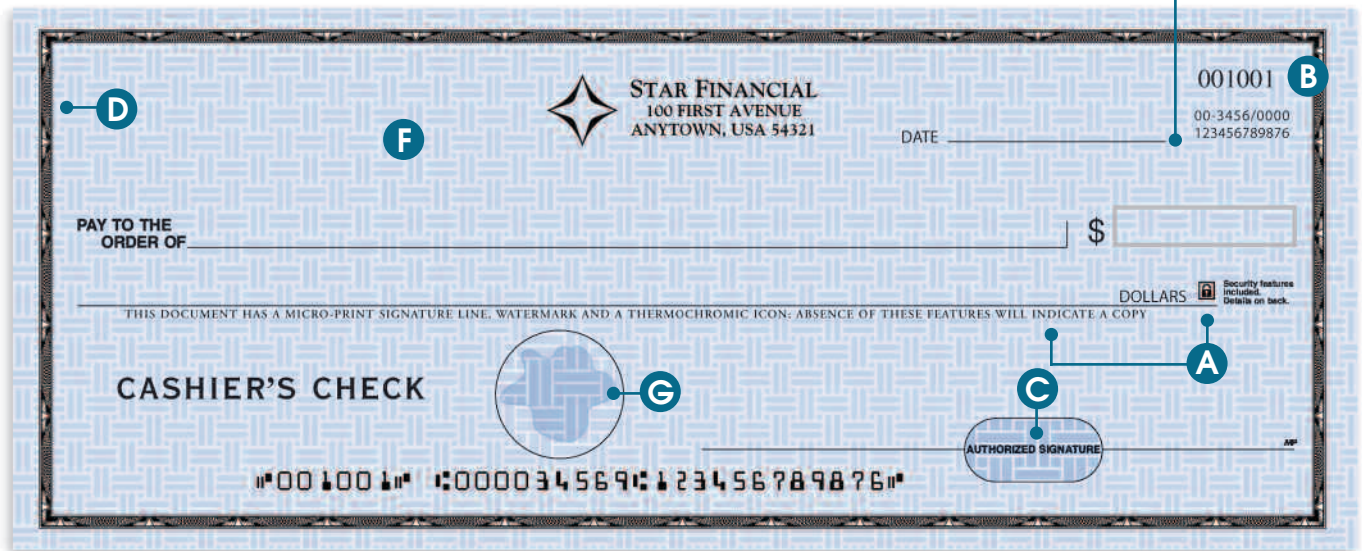 STAR FINANCIAL
100 FIRST AVENUE
ANYTOWN, USA 54321
001001
B
00-3456/0000
123456789876
DATE
D
F
PAY TO THE
ORDER OF
$
DOLLARS
Security features
included.
Details on back.
THIS DOCUMENT HAS A MICRO-PRINT SIGNATURE LINE, WATERMARK AND A THERMOCHROMIC ICON; ABSENCE OF THESE FEATURES WILL INDICATE A COPY
A
CASHIER'S CHECK
G
C
AUTHORIZED SIGNATURE
MP
⑈001001⑈ ⑆000034569⑆123456789876⑈